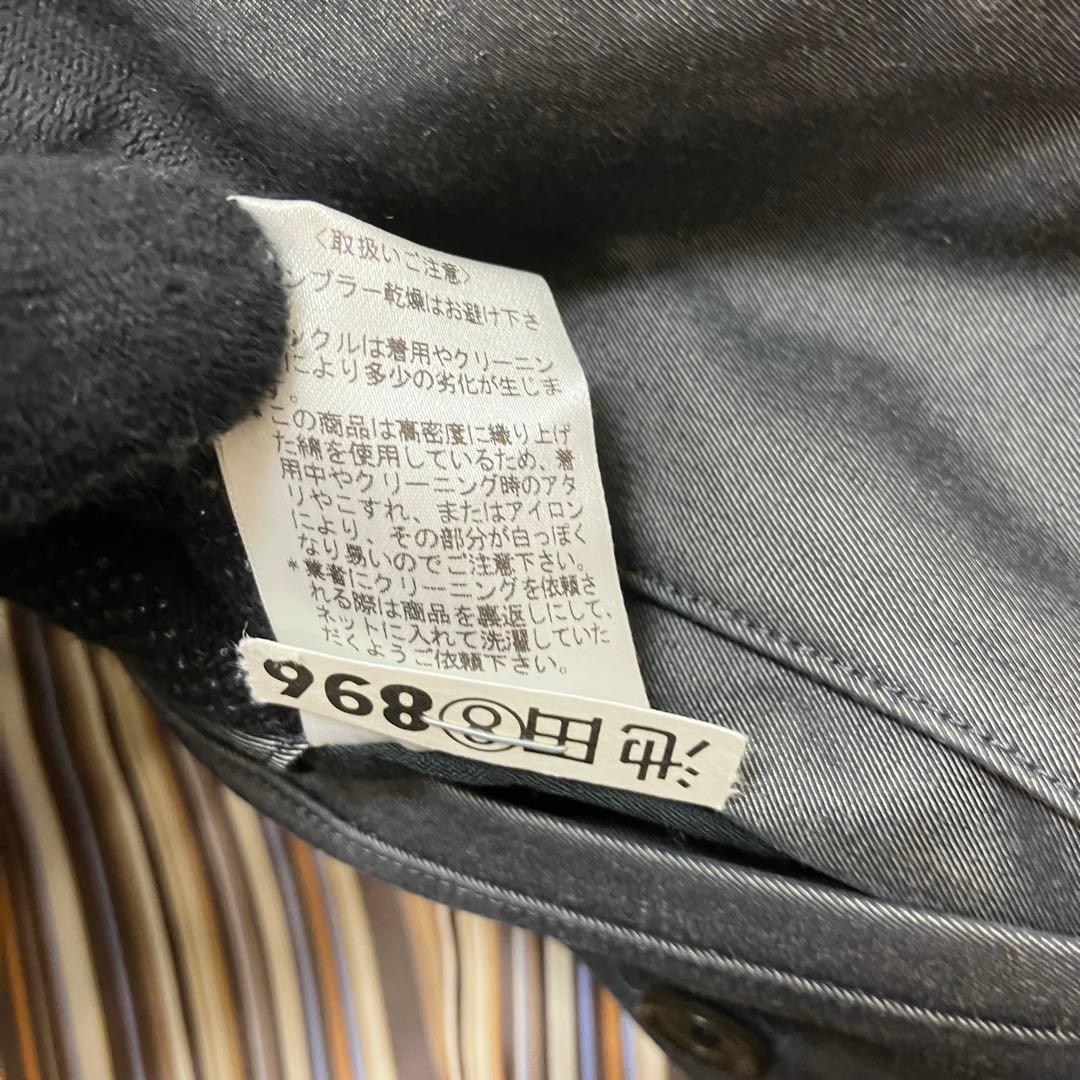 〈取扱いご注意〉
ンブラー乾燥はお避け下さ
ックルは着用やクリーニン
により多少の劣化が生じま
す。
この商品は高密度に織り上げ
た綿を使用しているため、着
用中やクリーニング時のアタ
リやこすれ、またはアイロン
により、その部分が白っぽく
なり易いのでご注意下さい。
*業者にクリーニングを依頼さ
れる際は商品を裏返しにして、
ネットに入れて洗濯していた
だくようご依頼下さい。
池田⑧896